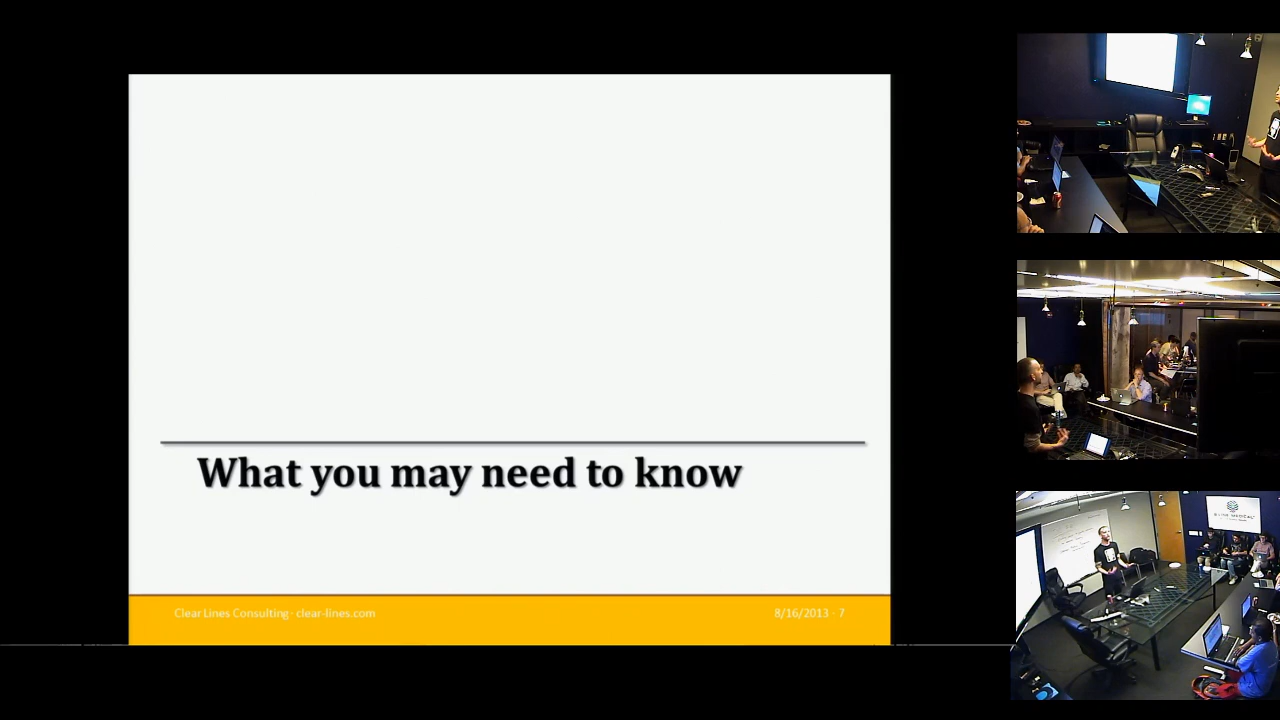 What you may need to know
Clear Lines Consulting- clear-lines.com
8/16/2013 - 7